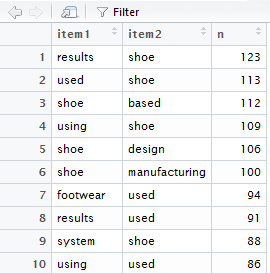 Filter
item1 item2 n
1 results shoe 123
2 used shoe 113
3 shoe based 112
4 using shoe 109
5 shoe design 106
6 shoe manufacturing 100
7 footwear used 94
8 results used 91
9 system shoe 88
10 using used 86